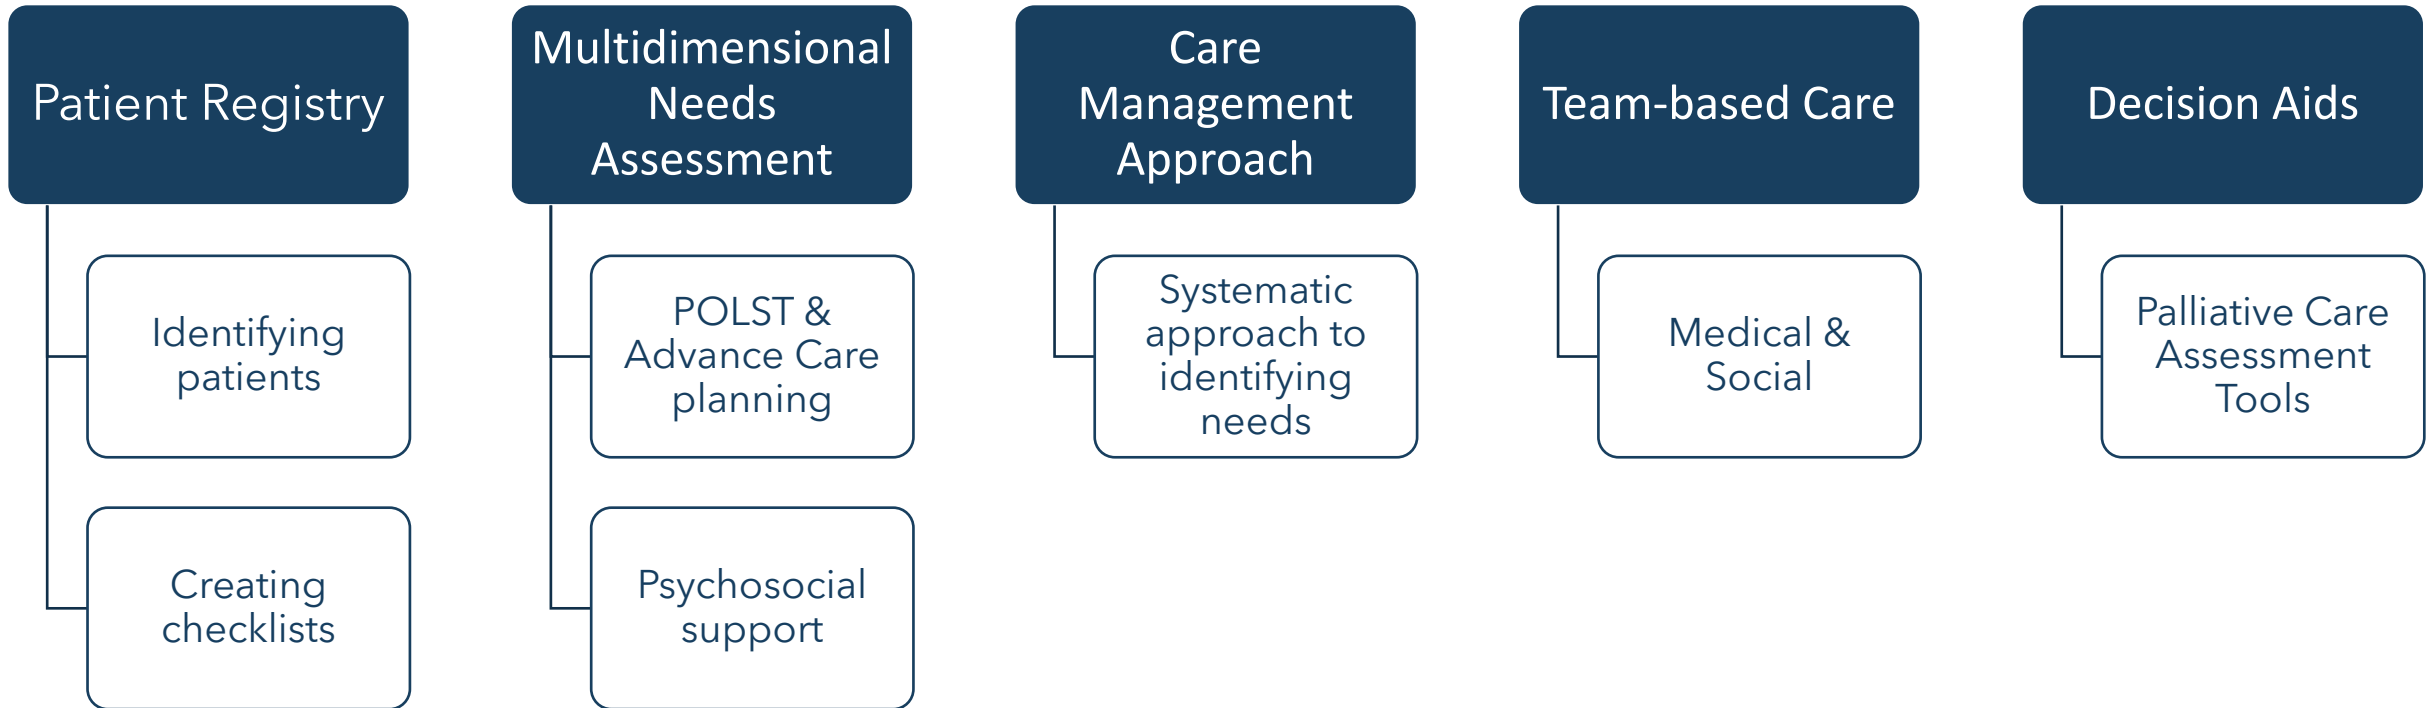 Patient Registry
Identifying
patients
Creating
checklists
Multidimensional
Needs
Assessment
POLST &
Advance Care
planning
Psychosocial
support
Care
Management
Approach
Systematic
approach to
identifying
needs
Team-based Care
Medical &
Social
Decision Aids
Palliative Care
Assessment
Tools